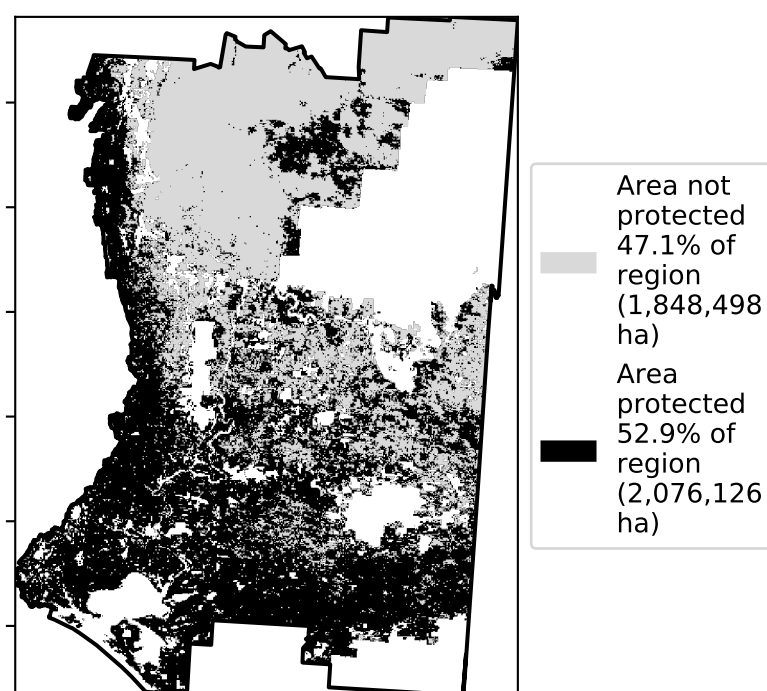 Area not
protected
47.1% of
region
(1,848,498
ha)
Area
protected
52.9% of
region
(2,076,126
ha)